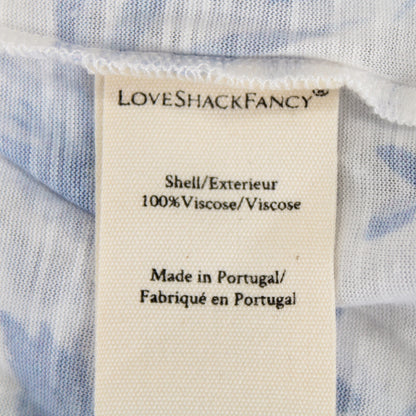 LOVESHACKFANCY®
Shell/Exterieur
100%Viscose/Viscose
Made in Portugal/
Fabriqué en Portugal